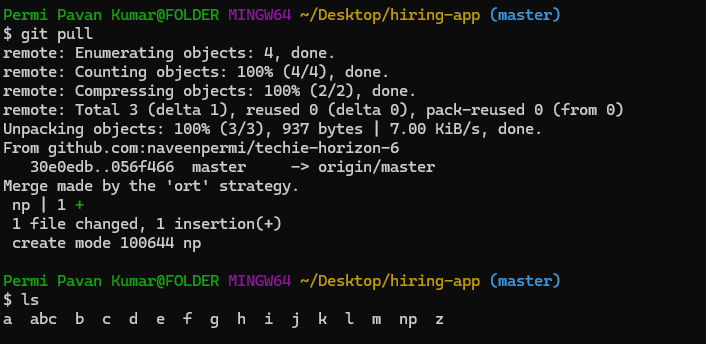 Permi Pavan Kumar@FOLDER MINGW64 ~/Desktop/hiring-app (master)
$ git pull
remote: Enumerating objects: 4, done.
remote: Counting objects: 100% (4/4), done.
remote: Compressing objects: 100% (2/2), done.
remote: Total 3 (delta 1), reused 0 (delta 0), pack-reused 0 (from 0)
Unpacking objects: 100% (3/3), 937 bytes | 7.00 KiB/s, done.
From github.com:naveenpermi/techie-horizon-6
   30e0edb..056f466  master     -> origin/master
Merge made by the 'ort' strategy.
 np | 1 +
 1 file changed, 1 insertion(+)
 create mode 100644 np
Permi Pavan Kumar@FOLDER MINGW64 ~/Desktop/hiring-app (master)
$ ls
a  abc  b  c  d  e  f  g  h  i  j  k  l  m  np  z